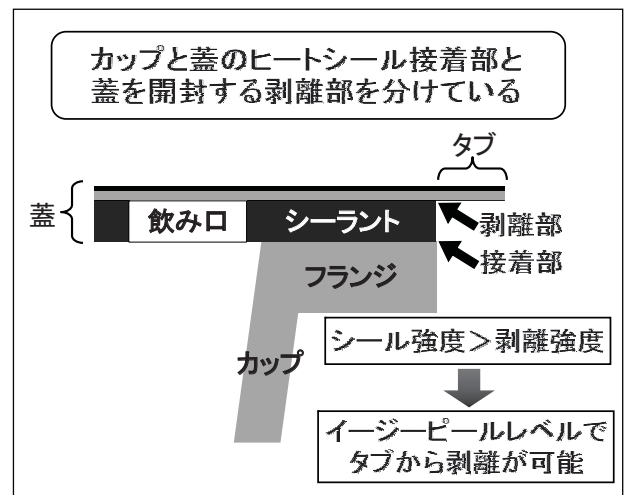 カップと蓋のヒートシール接着部と
蓋を開封する剥離部を分けている
タブ
蓋
飲み口
シーラント
剥離部
接着部
フランジ
カップ
シール強度＞剥離強度
イージーピールレベルで
タブから剥離が可能